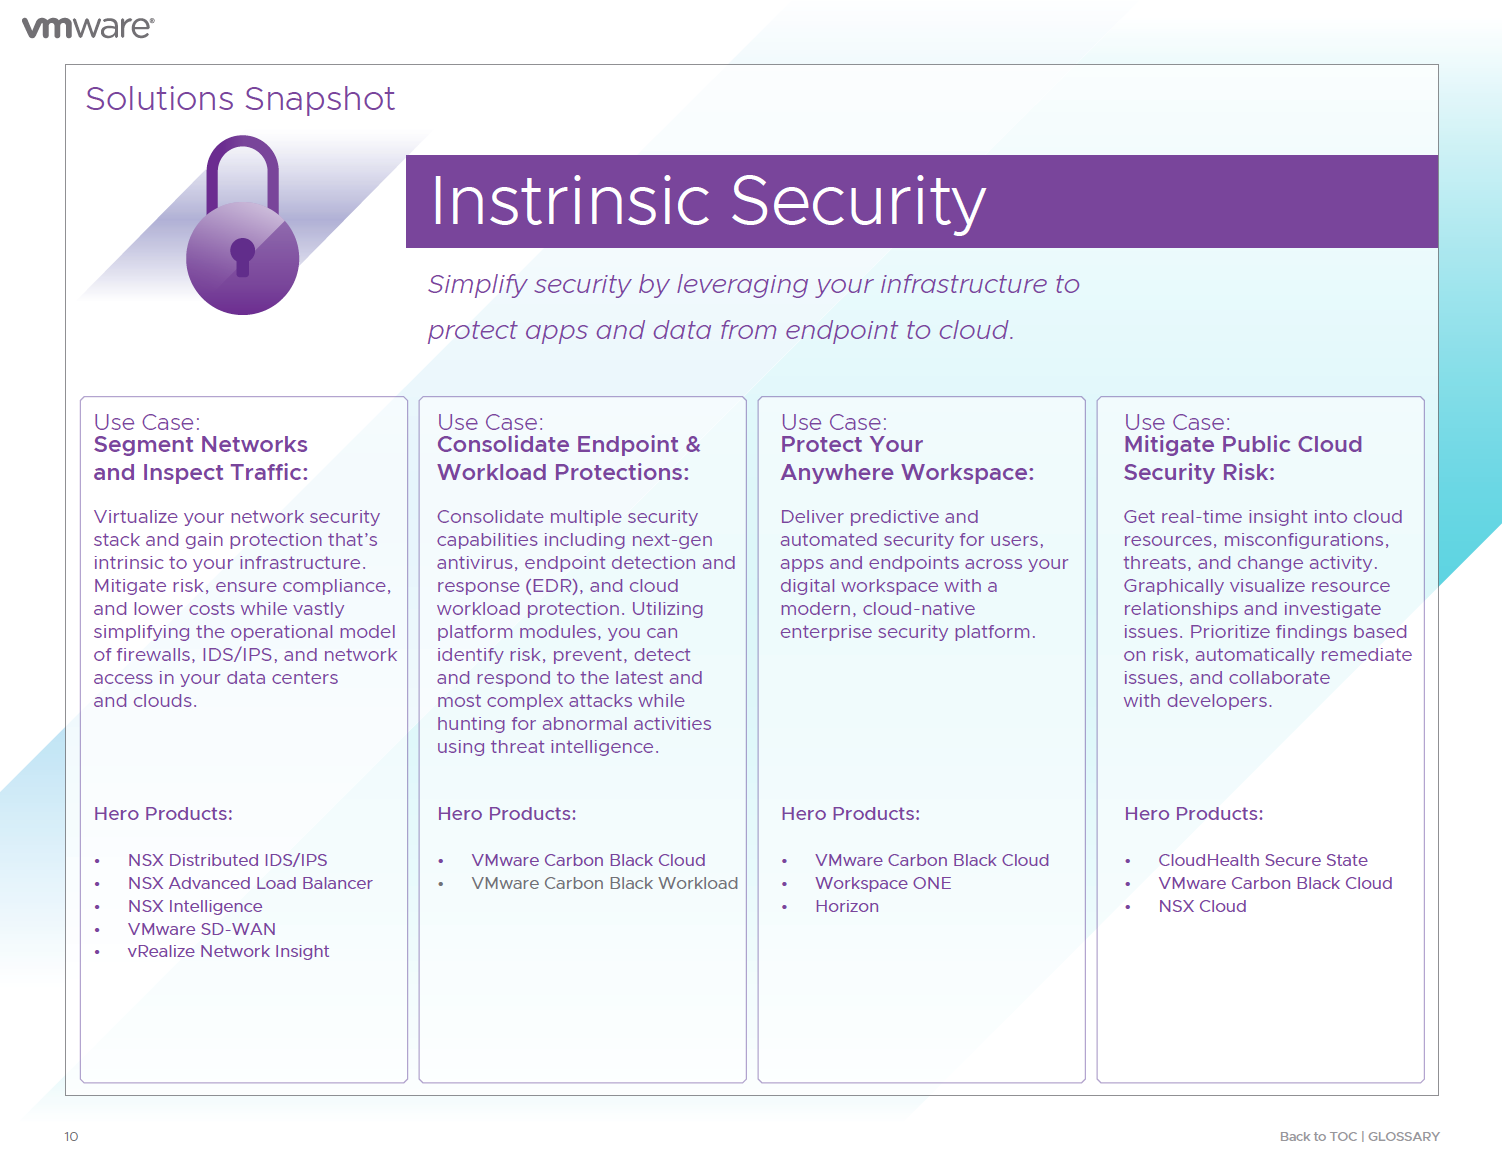 vmware®
Solutions Snapshot
Instrinsic Security
Simplify security by leveraging your infrastructure to
protect apps and data from endpoint to cloud.
Use Case:
Segment Networks
and Inspect Traffic:
Virtualize your network security
stack and gain protection that's
intrinsic to your infrastructure.
Mitigate risk, ensure compliance,
and lower costs while vastly
simplifying the operational model
of firewalls, IDS/IPS, and network
access in your data centers
and clouds.
Hero Products:
• NSX Distributed IDS/IPS
• NSX Advanced Load Balancer
• NSX Intelligence
• VMware SD-WAN
• vRealize Network Insight
Use Case:
Consolidate Endpoint &
Workload Protections:
Consolidate multiple security
capabilities including next-gen
antivirus, endpoint detection and
response (EDR), and cloud
workload protection. Utilizing
platform modules, you can
identify risk, prevent, detect
and respond to the latest and
most complex attacks while
hunting for abnormal activities
using threat intelligence.
Hero Products:
• VMware Carbon Black Cloud
• VMware Carbon Black Workload
Use Case:
Protect Your
Anywhere Workspace:
Deliver predictive and
automated security for users,
apps and endpoints across your
digital workspace with a
modern, cloud-native
enterprise security platform.
Hero Products:
• VMware Carbon Black Cloud
• Workspace ONE
• Horizon
Use Case:
Mitigate Public Cloud
Security Risk:
Get real-time insight into cloud
resources, misconfigurations,
threats, and change activity.
Graphically visualize resource
relationships and investigate
issues. Prioritize findings based
on risk, automatically remediate
issues, and collaborate
with developers.
Hero Products:
• CloudHealth Secure State
• VMware Carbon Black Cloud
• NSX Cloud
10
Back to TOC | GLOSSARY